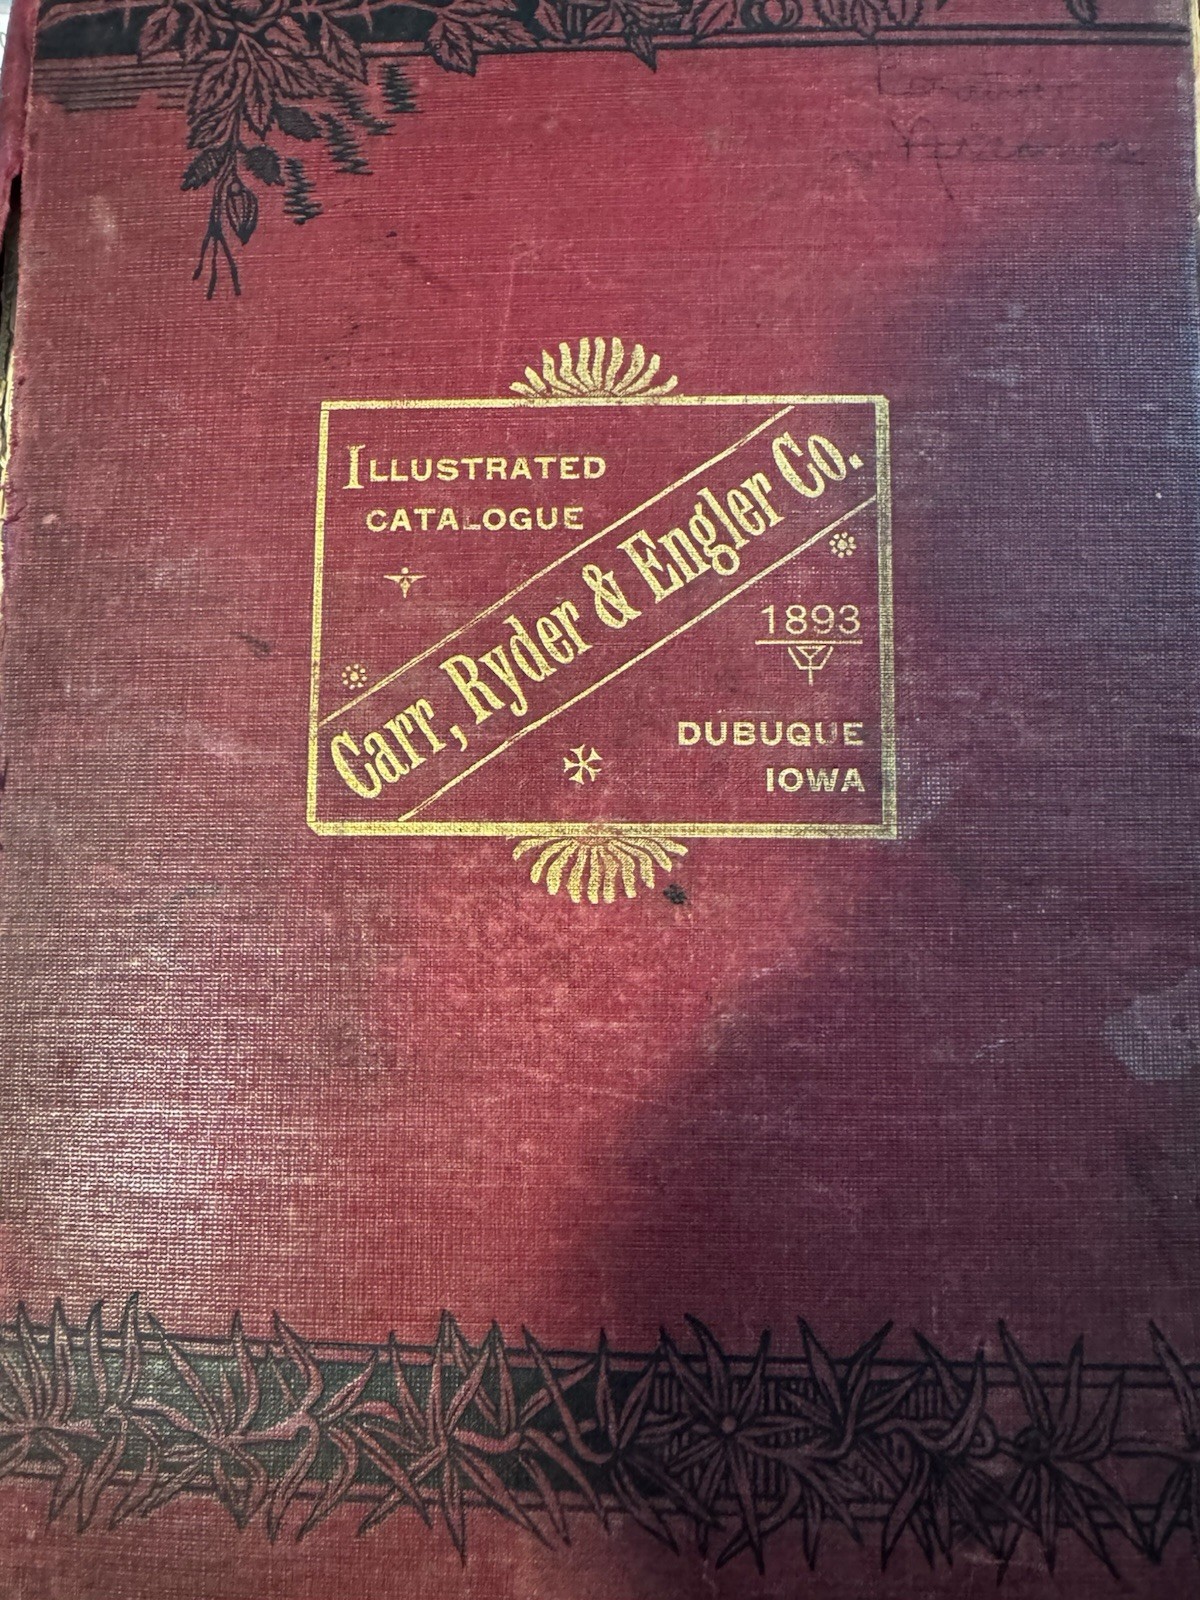 ILLUSTRATED
CATALOGUE
Carr, Ryder & Engler Co.
1893
DUBUQUE
IOWA